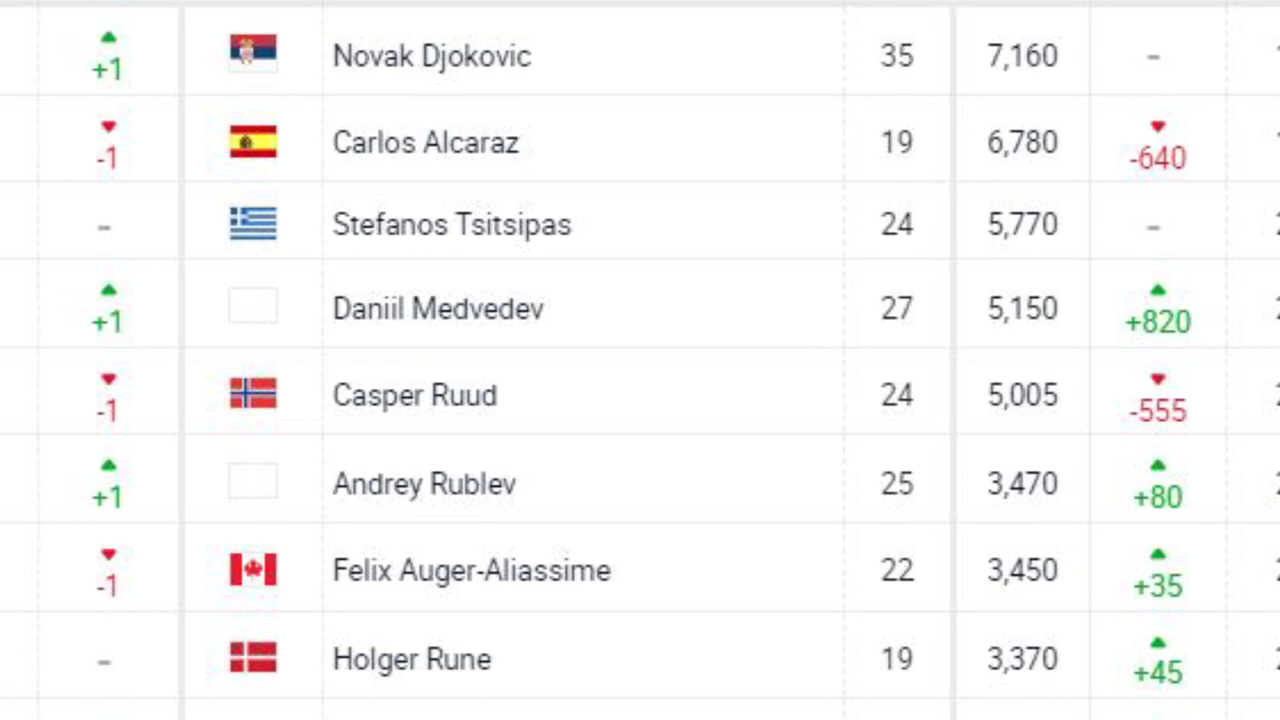 +1 Novak Djokovic 35 7,160 -
-1 Carlos Alcaraz 19 6,780 -640
- Stefanos Tsitsipas 24 5,770 -
+1 Daniil Medvedev 27 5,150 +820
-1 Casper Ruud 24 5,005 -555
+1 Andrey Rublev 25 3,470 +80
-1 Felix Auger-Aliassime 22 3,450 +35
- Holger Rune 19 3,370 +45